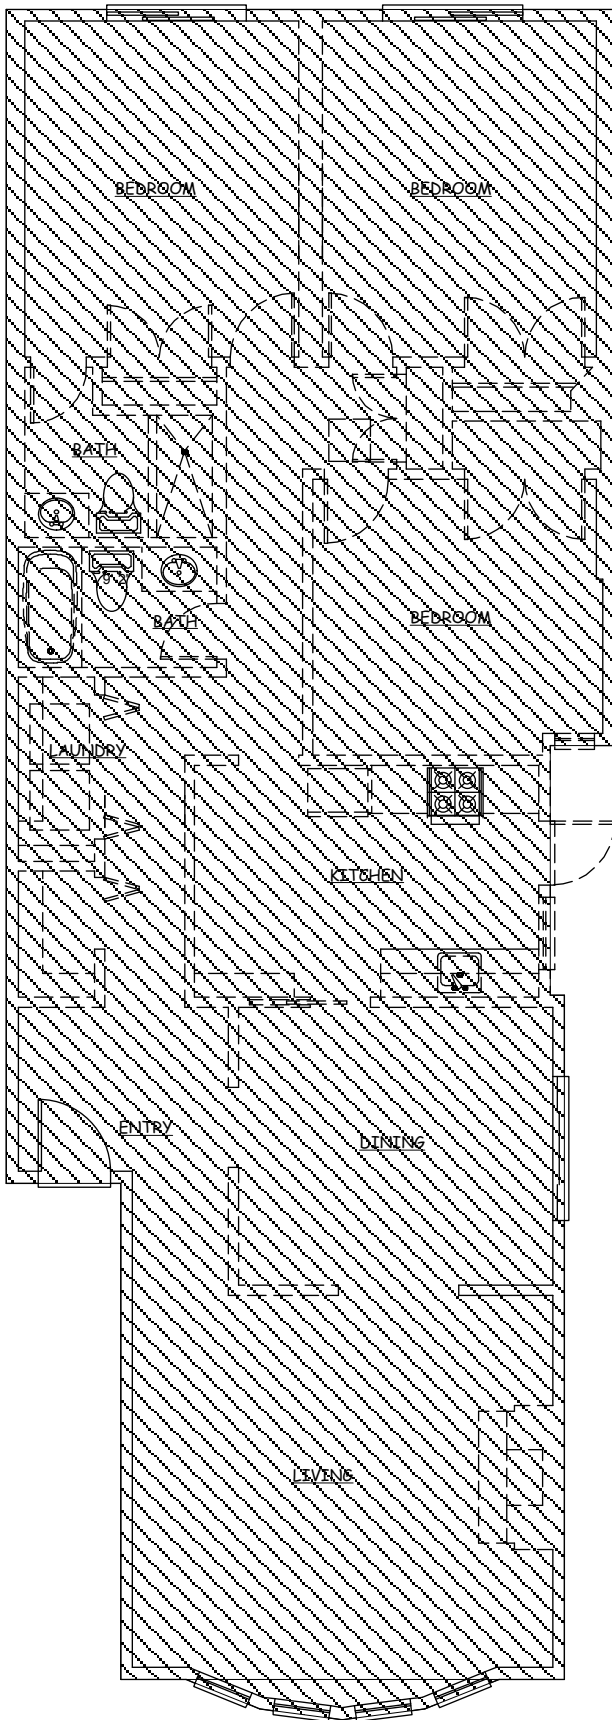 BEDROOM
BEDROOM
BATH
BATH
BEDROOM
LAUNDRY
KITCHEN
ENTRY
DINING
LIVING